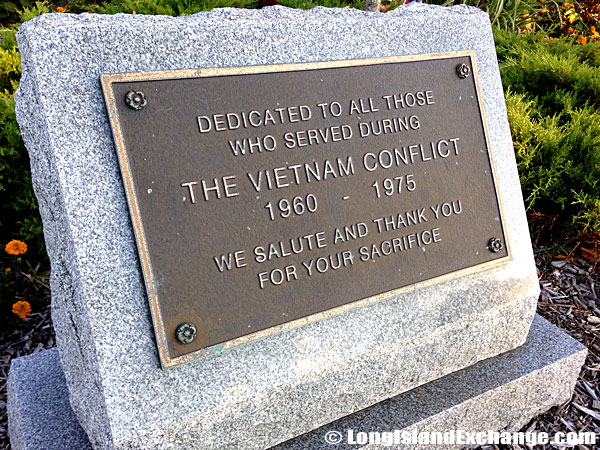 DEDICATED TO ALL THOSE
WHO SERVED DURING
THE VIETNAM CONFLICT
1960 - 1975
WE SALUTE AND THANK YOU
FOR YOUR SACRIFICE
© LongIslandExchange.com